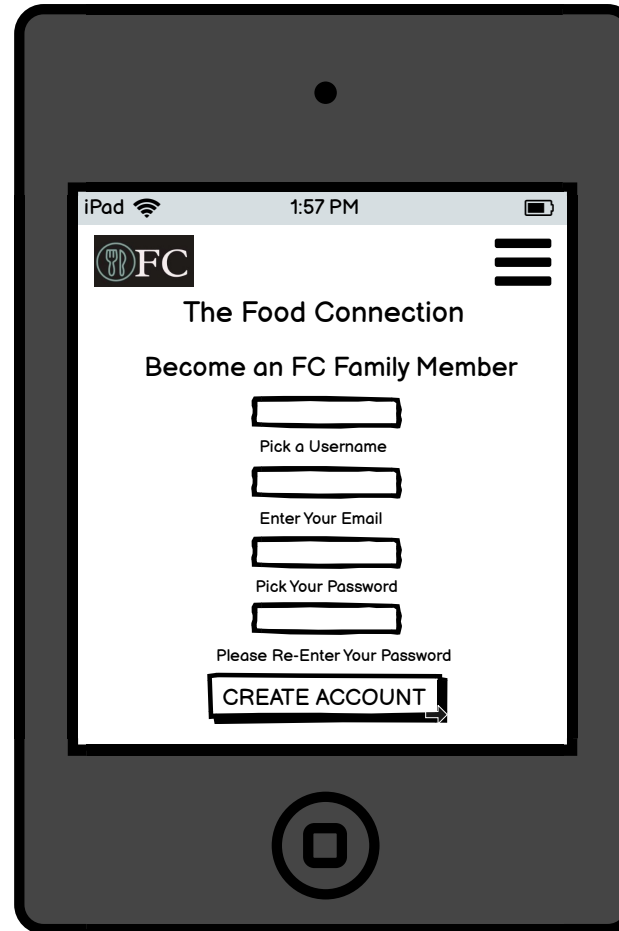 iPad 1:57 PM
FC
The Food Connection
Become an FC Family Member
Pick a Username
Enter Your Email
Pick Your Password
Please Re-Enter Your Password
CREATE ACCOUNT